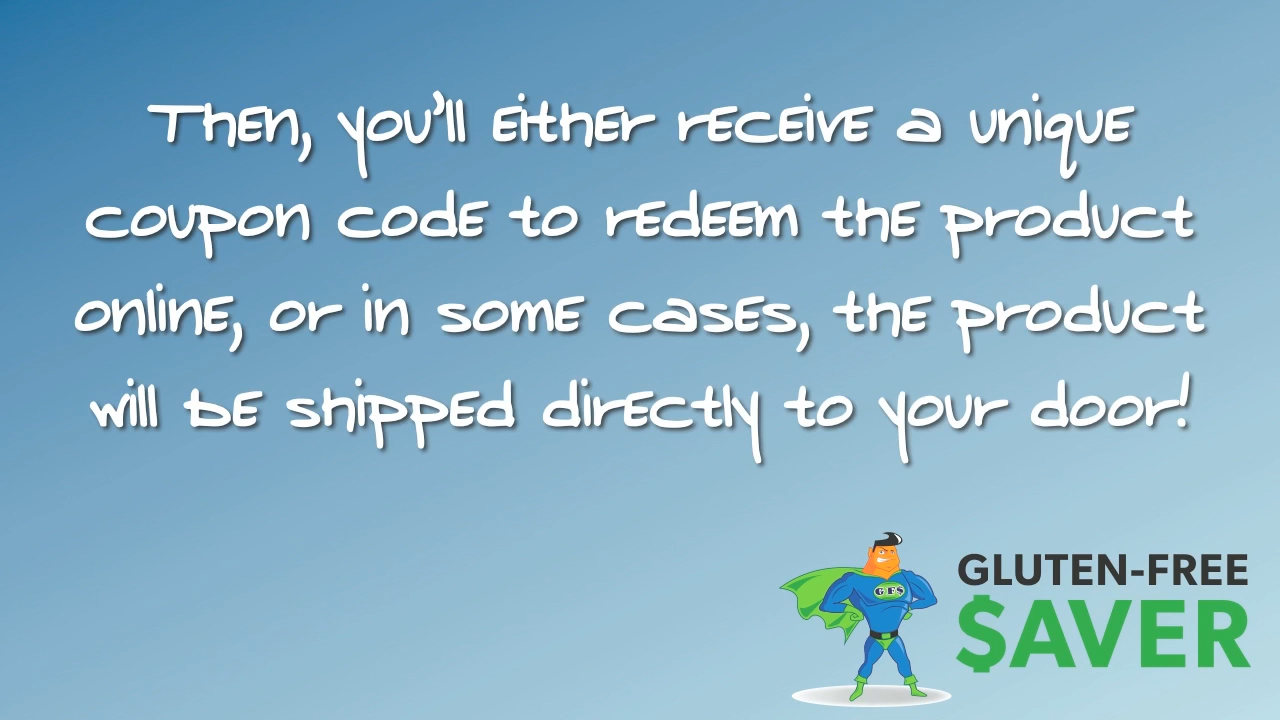 Then, you'll either receive a unique
coupon code to redeem the product
online, or in some cases, the product
will be shipped directly to your door!
GF$
GLUTEN-FREE
$AVER